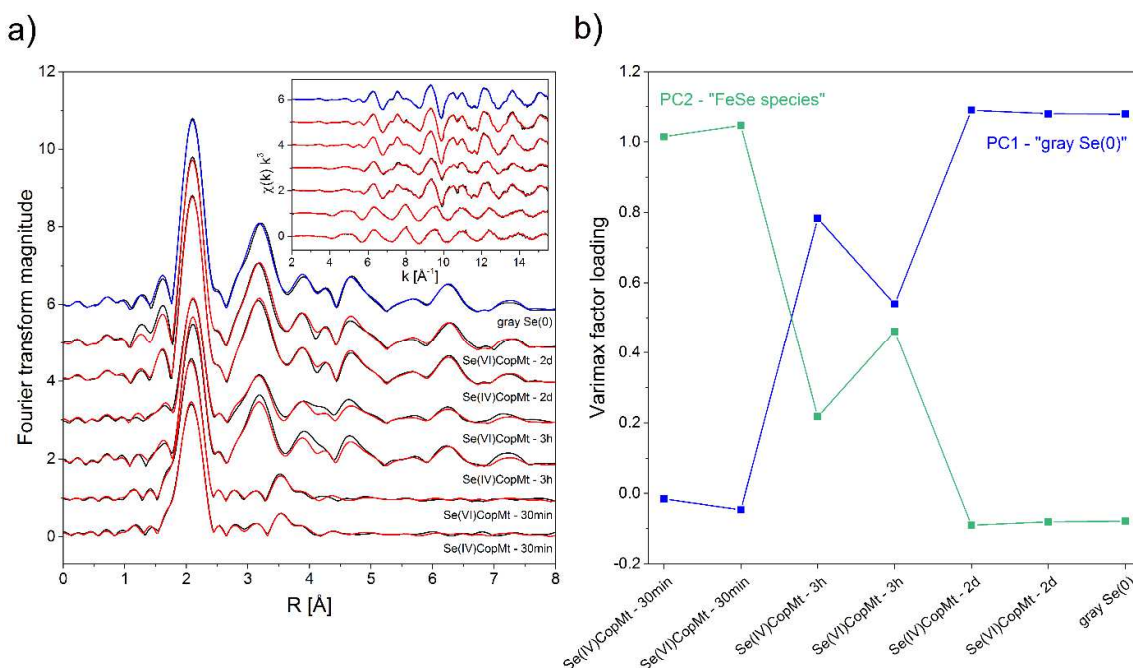 a)
12
10
8
6
4
2
0
Fourier transform magnitude
0 1 2 3 4 5 6 7 8
R [Å]
6
4
2
0
χ(k) k³
2 4 6 8 10 12 14
k [Å⁻¹]
gray Se(0)
Se(VI)CopMt - 2d
Se(IV)CopMt - 2d
Se(VI)CopMt - 3h
Se(IV)CopMt - 3h
Se(VI)CopMt - 30min
Se(IV)CopMt - 30min
b)
1.2
1.0
0.8
0.6
0.4
0.2
0.0
-0.2
Varimax factor loading
PC2 - "FeSe species"
PC1 - "gray Se(0)"
Se(IV)CopMt - 30min
Se(VI)CopMt - 30min
Se(IV)CopMt - 3h
Se(VI)CopMt - 3h
Se(IV)CopMt - 2d
Se(VI)CopMt - 2d
gray Se(0)